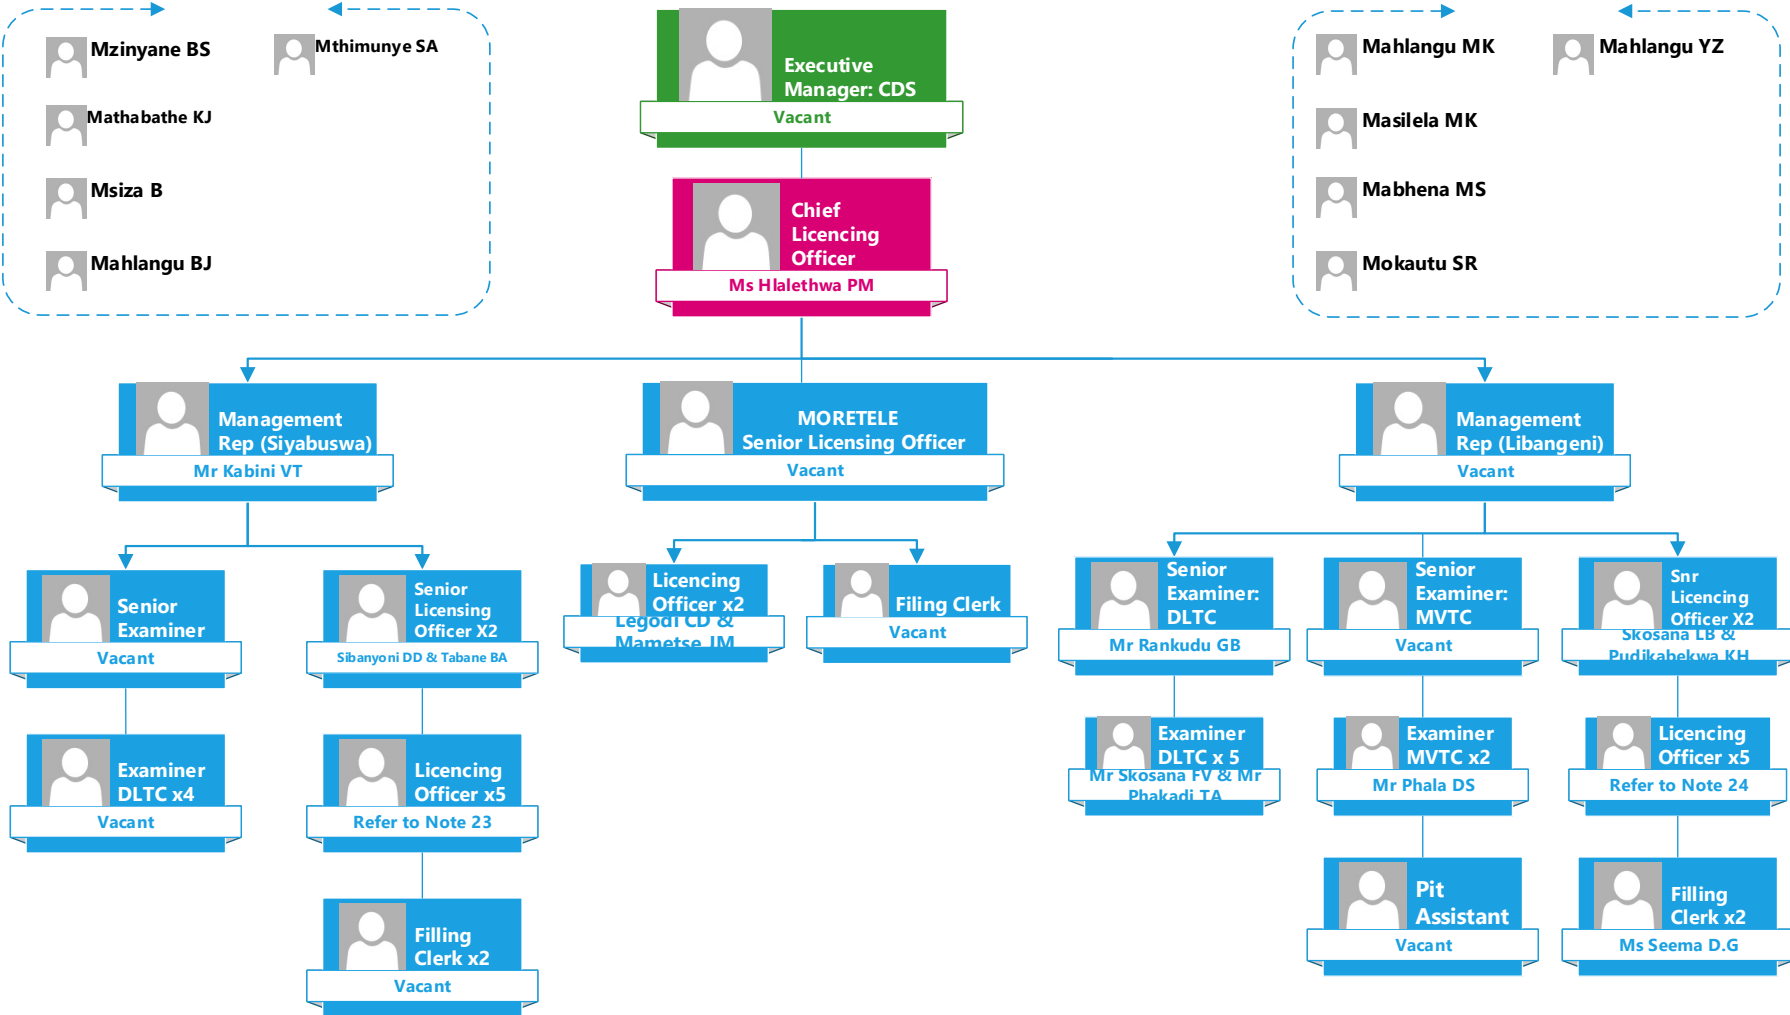 Mzinyane BS
Mthimunye SA
Mathabathe KJ
Msiza B
Mahlangu BJ
Executive
Manager: CDS
Vacant
Mahlangu MK
Mahlangu YZ
Masilela MK
Mabhena MS
Mokautu SR
Chief
Licencing
Officer
Ms Hlalethwa PM
Management
Rep (Siyabuswa)
Mr Kabini VT
MORETELE
Senior Licensing Officer
Vacant
Management
Rep (Libangeni)
Vacant
Senior
Examiner
Vacant
Senior
Licensing
Officer X2
Sibanyoni DD & Tabane BA
Licencing
Officer x2
Legodi CD &
Mametse JM
Filing Clerk
Vacant
Senior
Examiner:
DLTC
Mr Rankudu GB
Senior
Examiner:
MVTC
Vacant
Snr
Licencing
Officer X2
Skosana LB &
Pudikabekwa KH
Examiner
DLTC x4
Vacant
Licencing
Officer x5
Refer to Note 23
Examiner
DLTC x 5
Mr Skosana FV & Mr
Phakadi TA
Examiner
MVTC x2
Mr Phala DS
Licencing
Officer x5
Refer to Note 24
Filling
Clerk x2
Vacant
Pit
Assistant
Vacant
Filling
Clerk x2
Ms Seema D.G